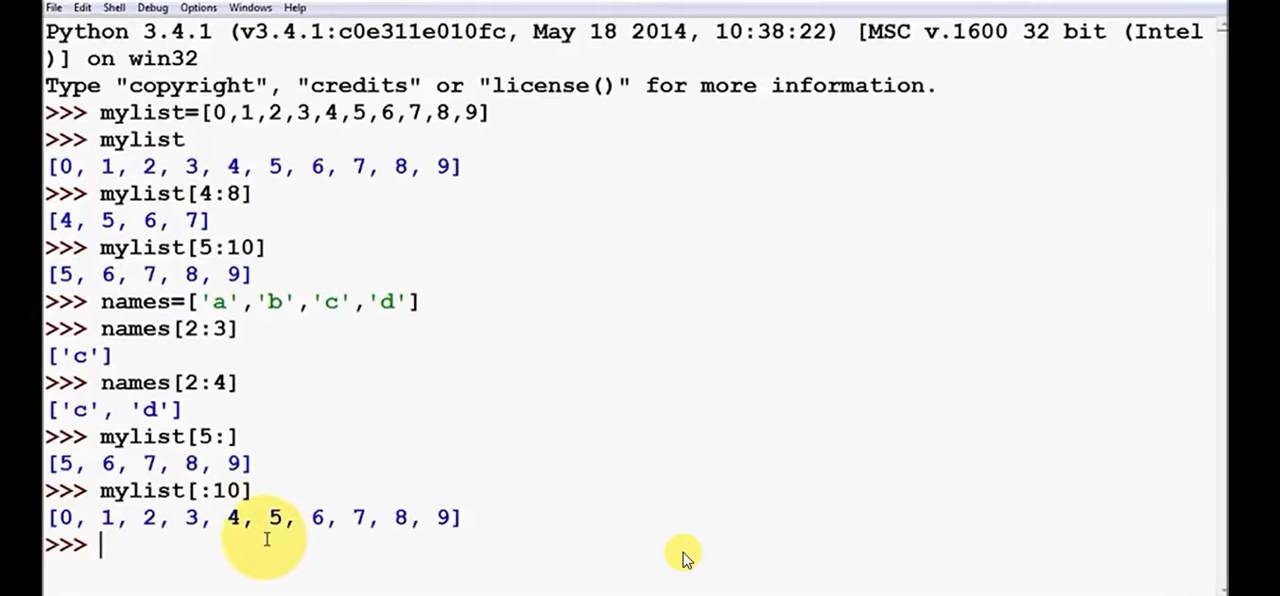 File Edit Shell Debug Options Windows Help
Python 3.4.1 (v3.4.1:c0e311e010fc, May 18 2014, 10:38:22) [MSC v.1600 32 bit (Intel
)] on win32
Type "copyright", "credits" or "license()" for more information.
>>> mylist=[0,1,2,3,4,5,6,7,8,9]
>>> mylist
[0, 1, 2, 3, 4, 5, 6, 7, 8, 9]
>>> mylist[4:8]
[4, 5, 6, 7]
>>> mylist[5:10]
[5, 6, 7, 8, 9]
>>> names=['a','b','c','d']
>>> names[2:3]
['c']
>>> names[2:4]
['c', 'd']
>>> mylist[5:]
[5, 6, 7, 8, 9]
>>> mylist[:10]
[0, 1, 2, 3, 4, 5, 6, 7, 8, 9]
>>>